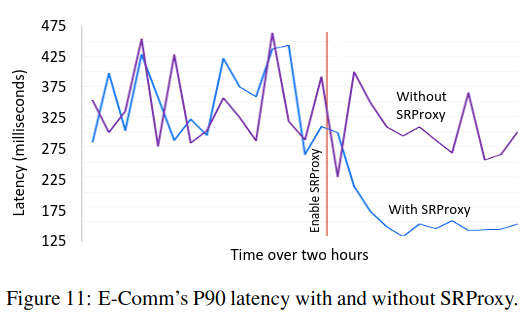 475
425
375
325
275
225
175
125
Latency (milliseconds)
Without
SRProxy
Enable SRProxy
With SRProxy
Time over two hours
Figure 11: E-Comm's P90 latency with and without SRProxy.